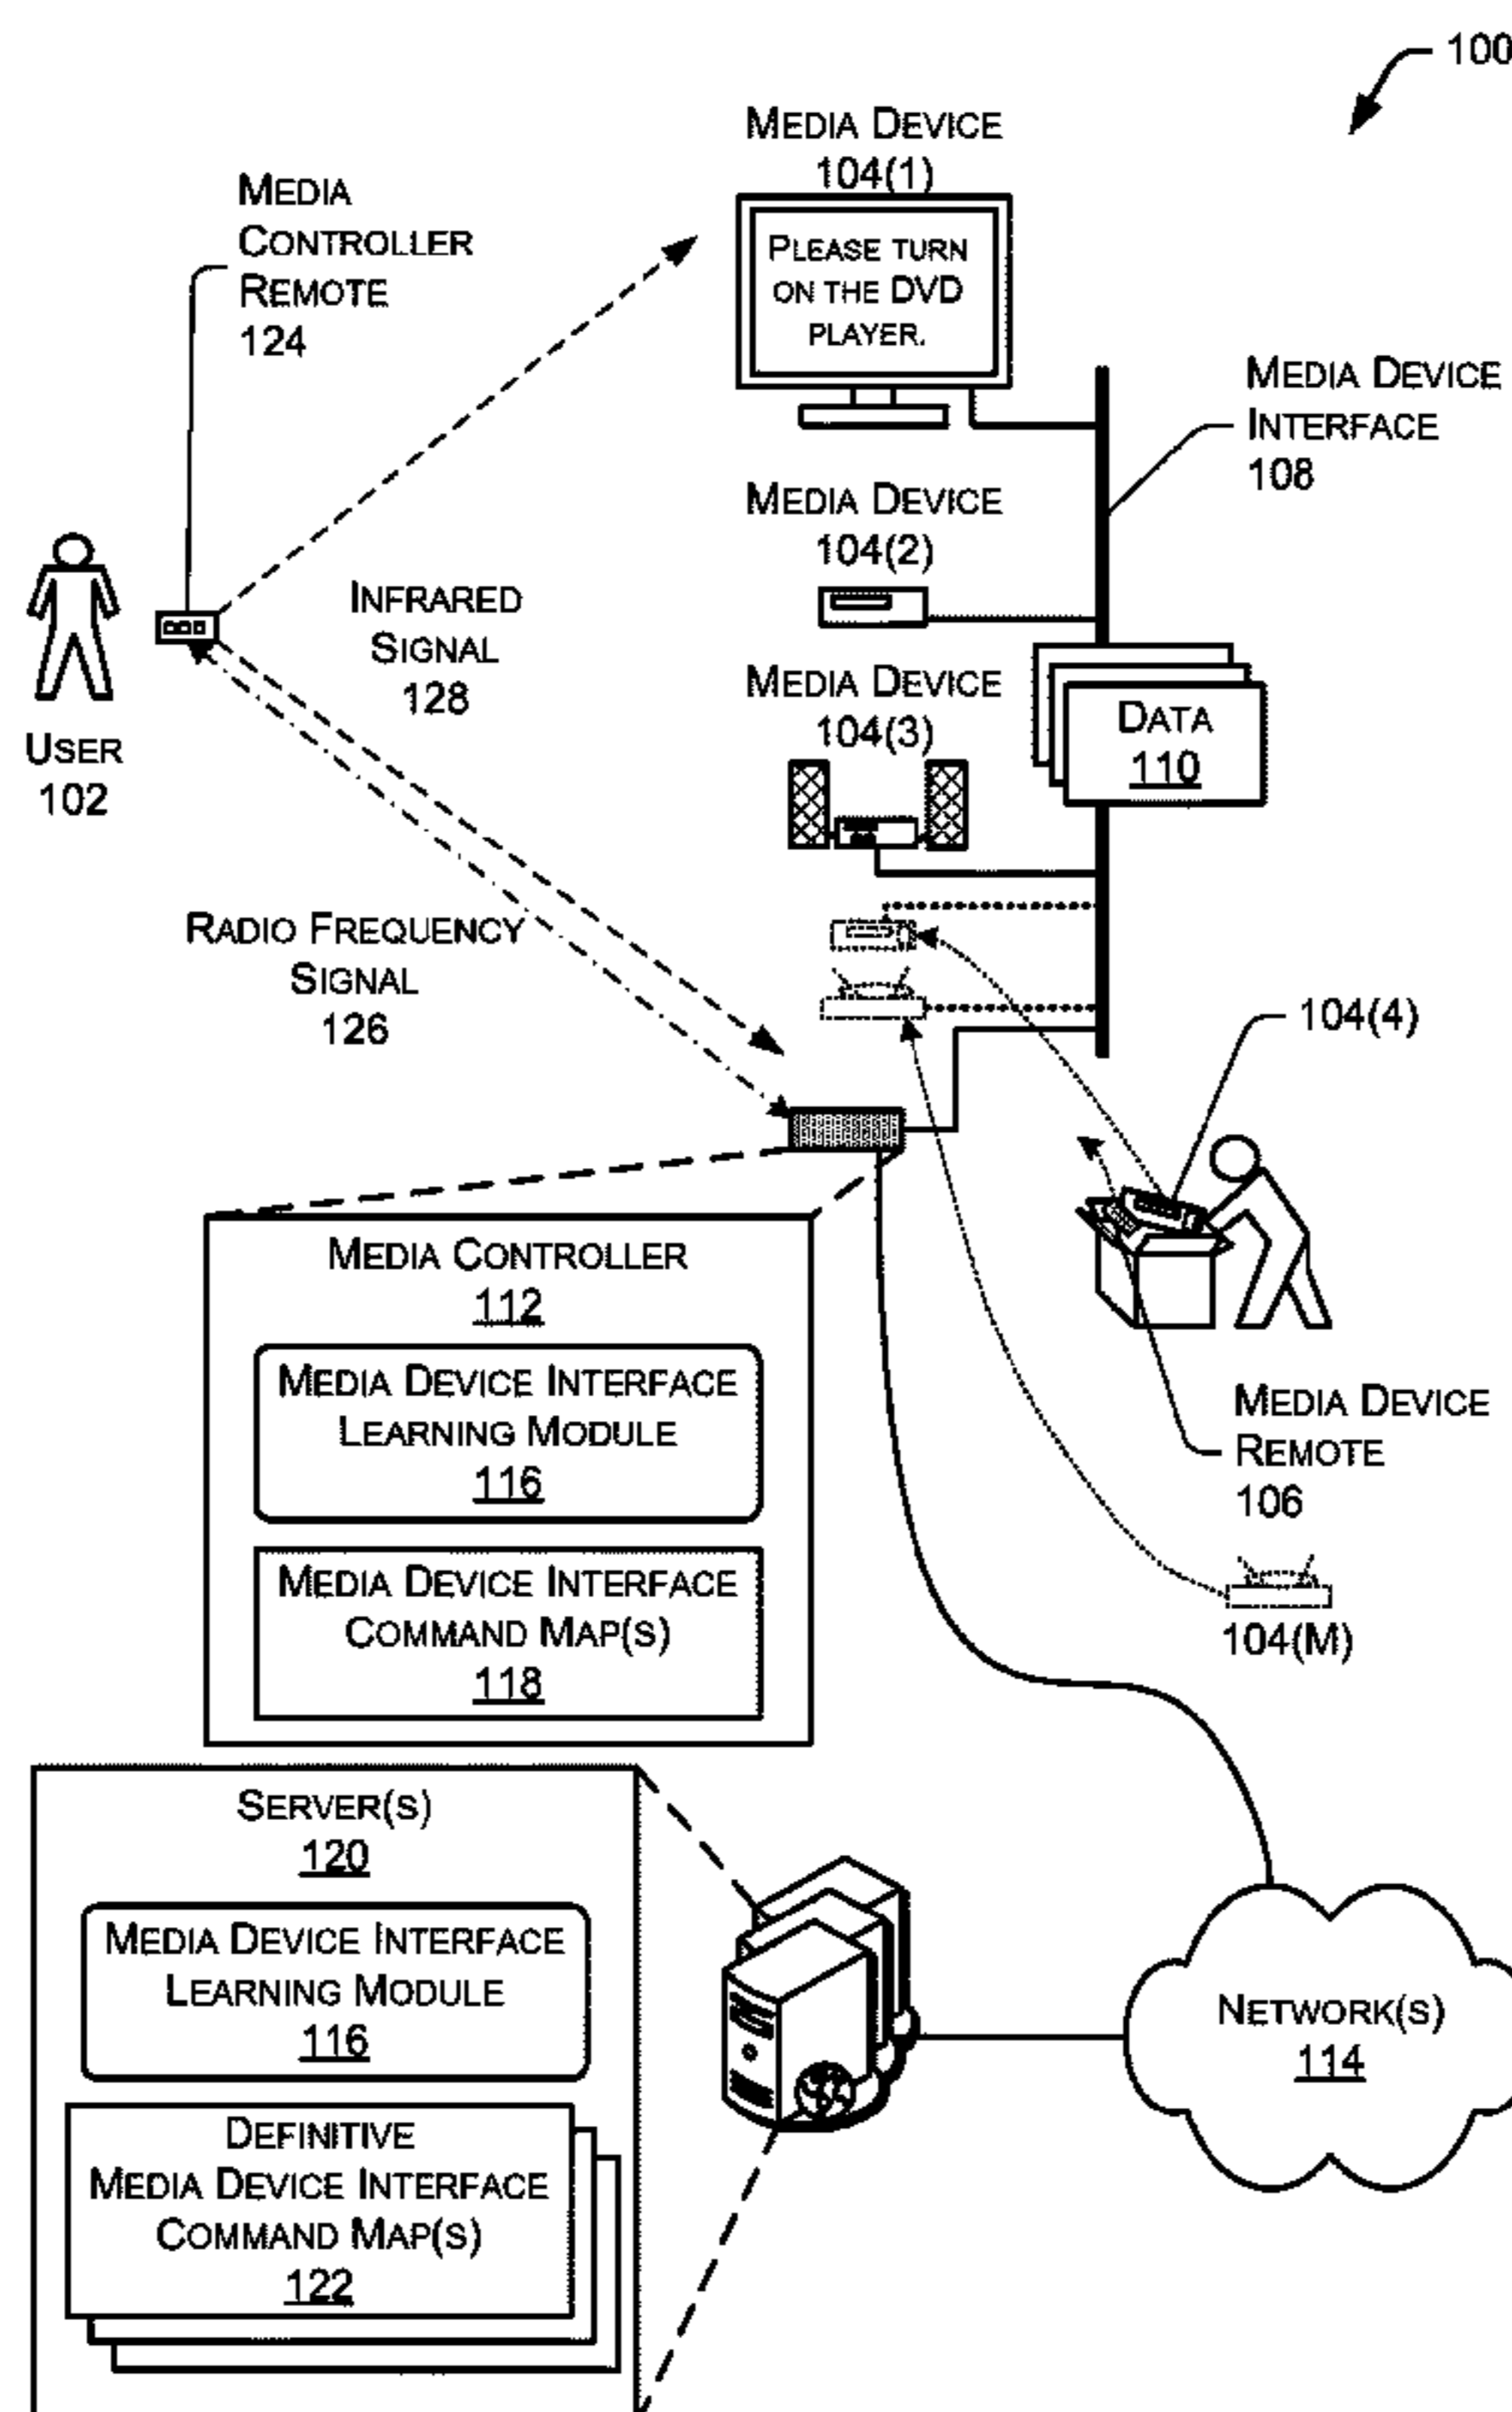 100
MEDIA DEVICE
104(1)
MEDIA
CONTROLLER
REMOTE
124
PLEASE TURN
ON THE DVD
PLAYER.
MEDIA DEVICE
INTERFACE
108
MEDIA DEVICE
104(2)
INFRARED
SIGNAL
128
MEDIA DEVICE
104(3)
DATA
110
USER
102
RADIO FREQUENCY
SIGNAL
126
104(4)
MEDIA CONTROLLER
112
MEDIA DEVICE INTERFACE
LEARNING MODULE
116
MEDIA DEVICE INTERFACE
COMMAND MAP(S)
118
MEDIA DEVICE
REMOTE
106
104(M)
SERVER(S)
120
MEDIA DEVICE INTERFACE
LEARNING MODULE
116
DEFINITIVE
MEDIA DEVICE INTERFACE
COMMAND MAP(S)
122
NETWORK(S)
114